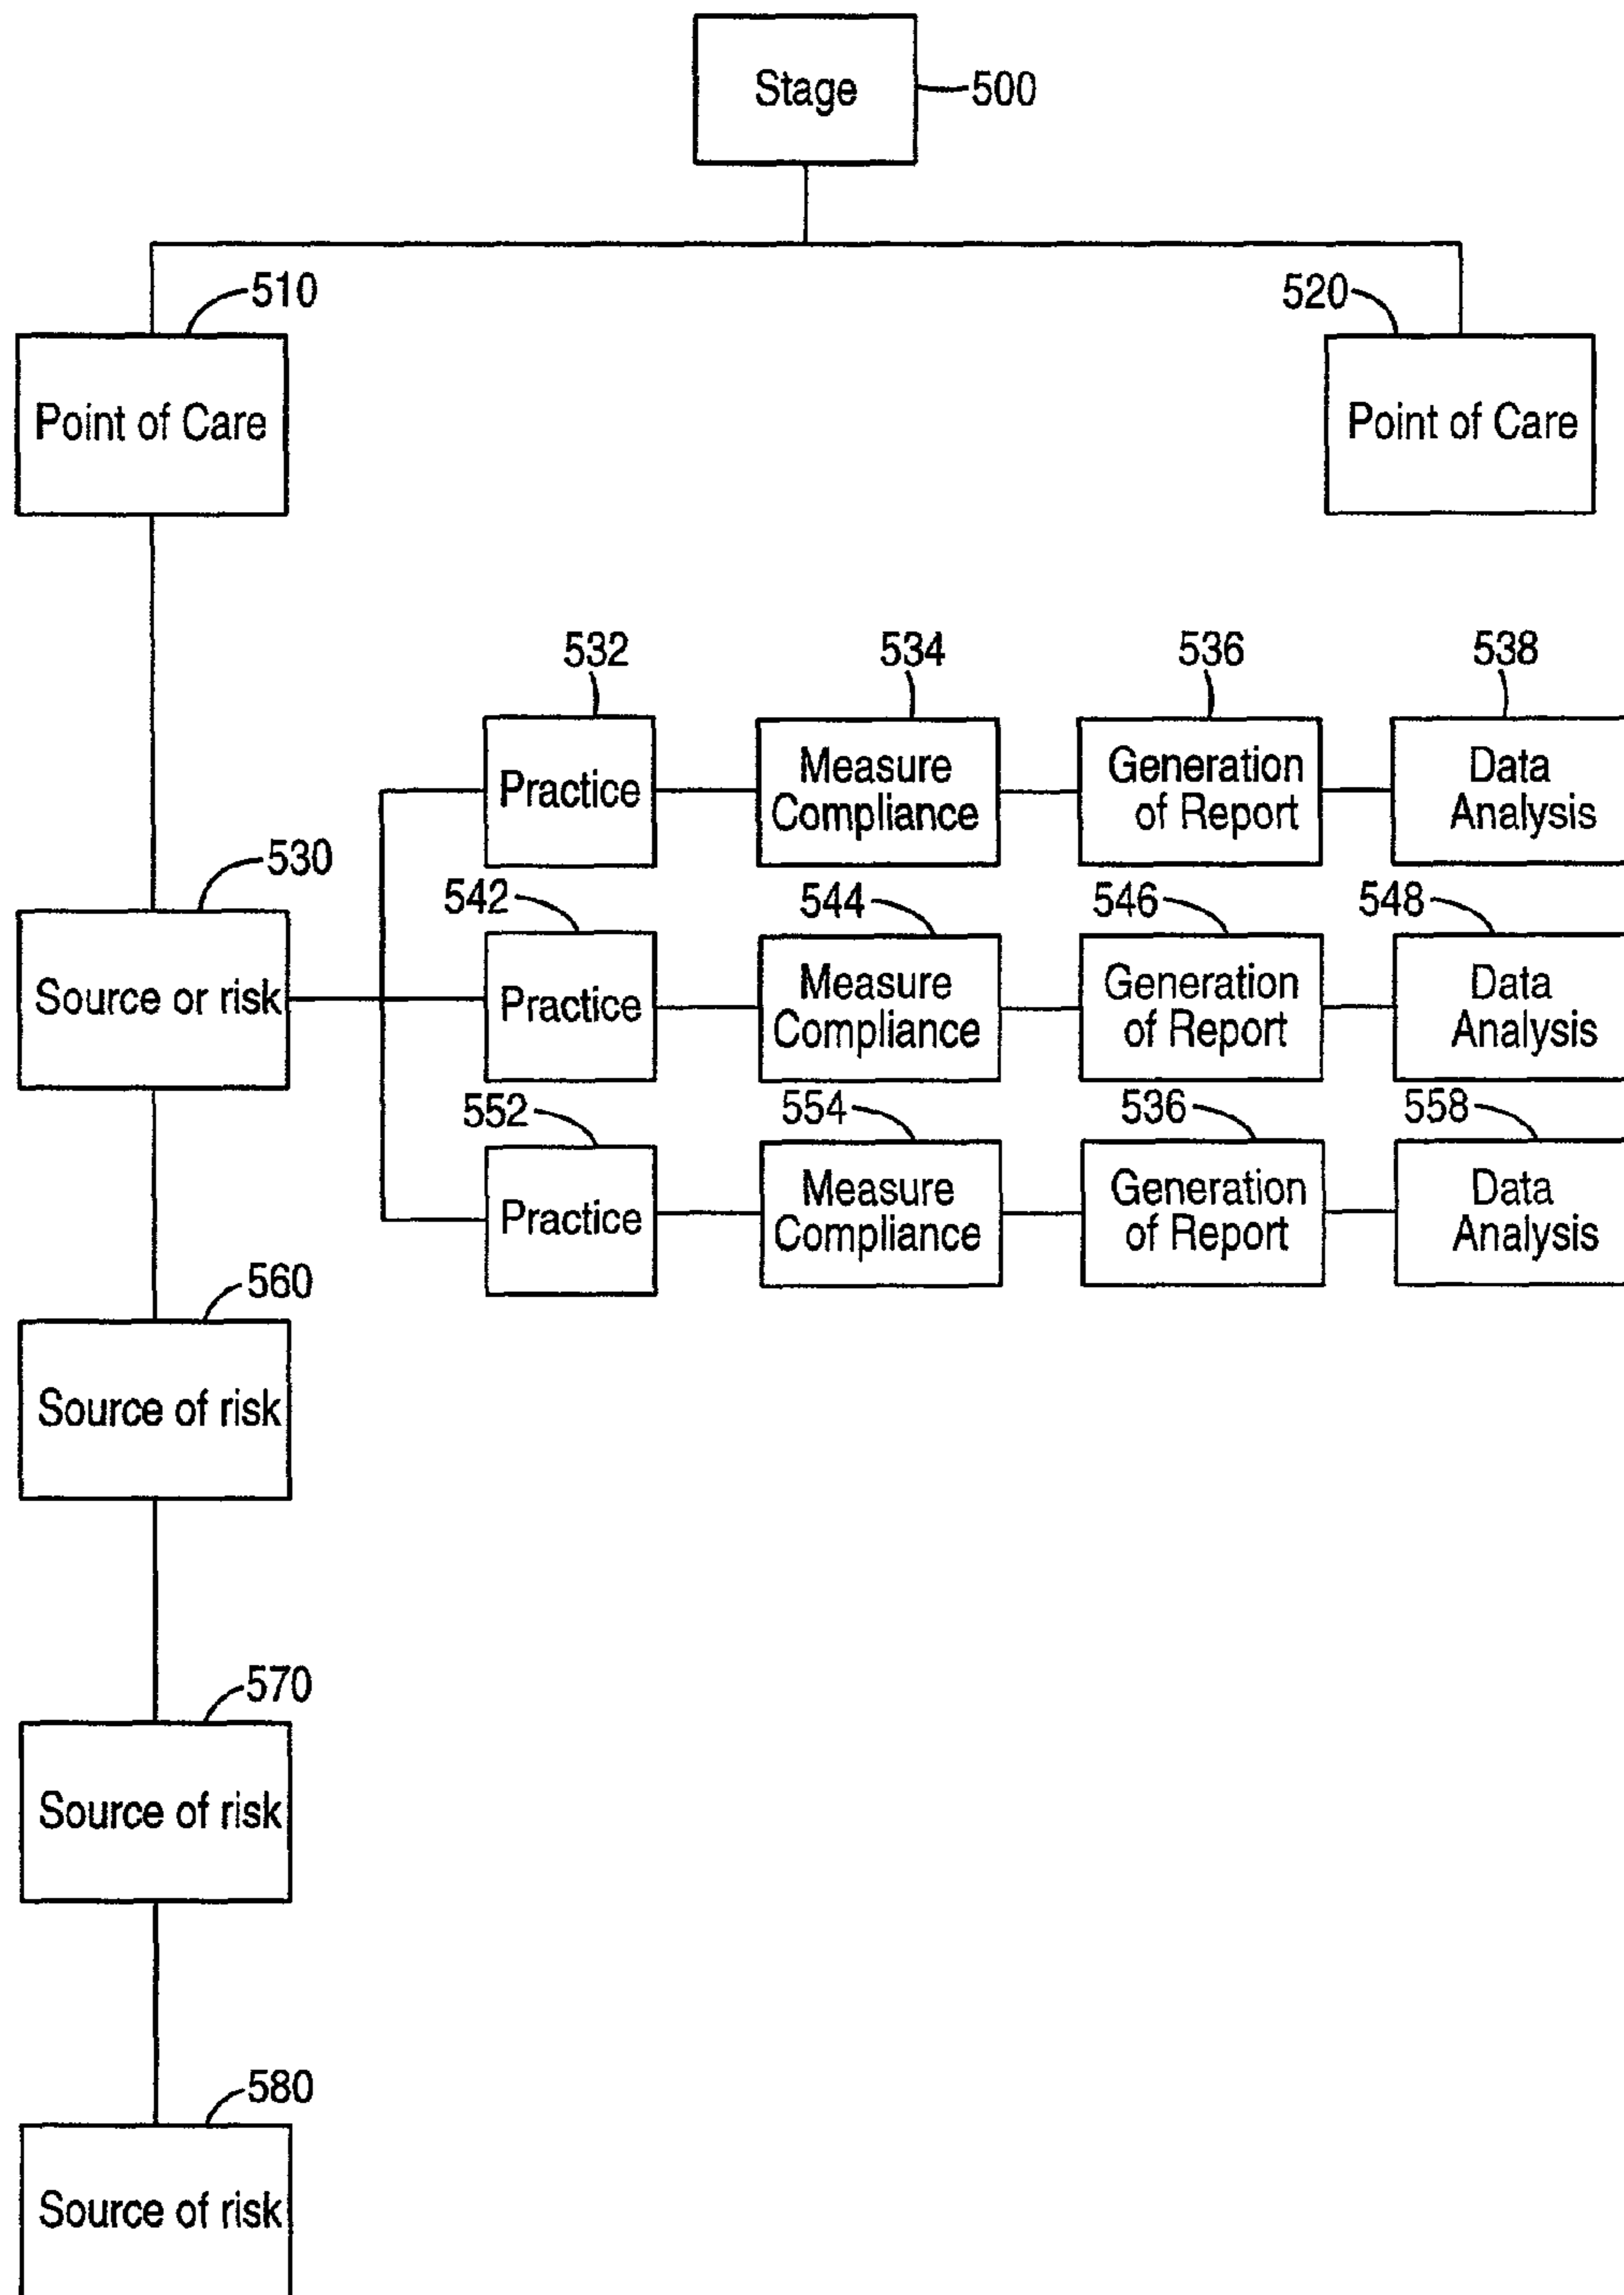 Stage
500
510
520
Point of Care
Point of Care
532
534
536
538
Practice
Measure
Compliance
Generation
of Report
Data
Analysis
530
542
544
546
548
Source or risk
Practice
Measure
Compliance
Generation
of Report
Data
Analysis
552
554
536
558
Practice
Measure
Compliance
Generation
of Report
Data
Analysis
560
Source of risk
570
Source of risk
580
Source of risk